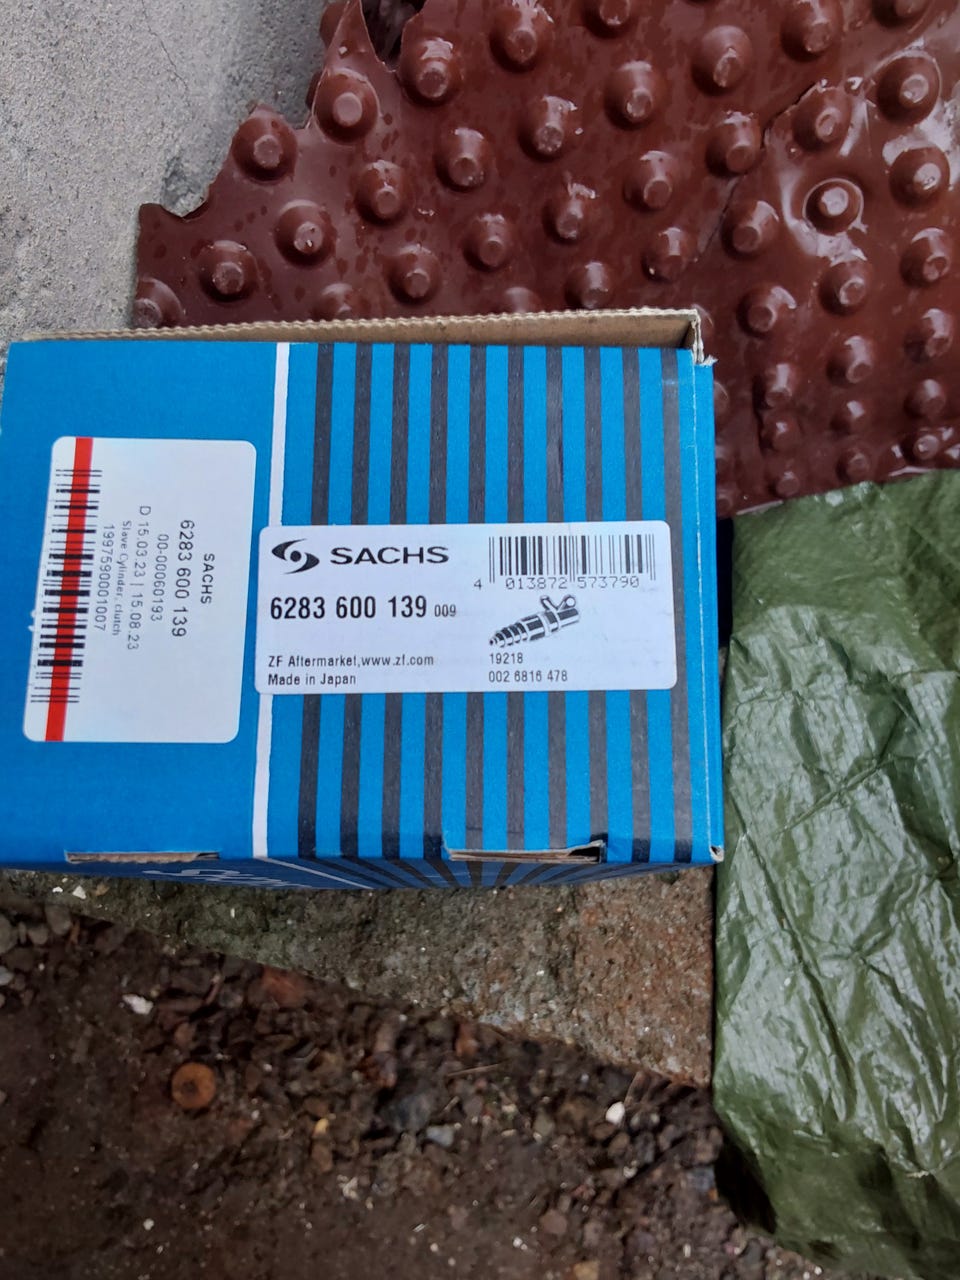 SACHS
6283 600 139
00-00060193
D 15.03.23 | 15.08.23
Slave Cylinder, clutch
1997590001007
SACHS
4 013872 573790
6283 600 139 009
ZF Aftermarket,www.zf.com
Made in Japan
19218
002 6816 478